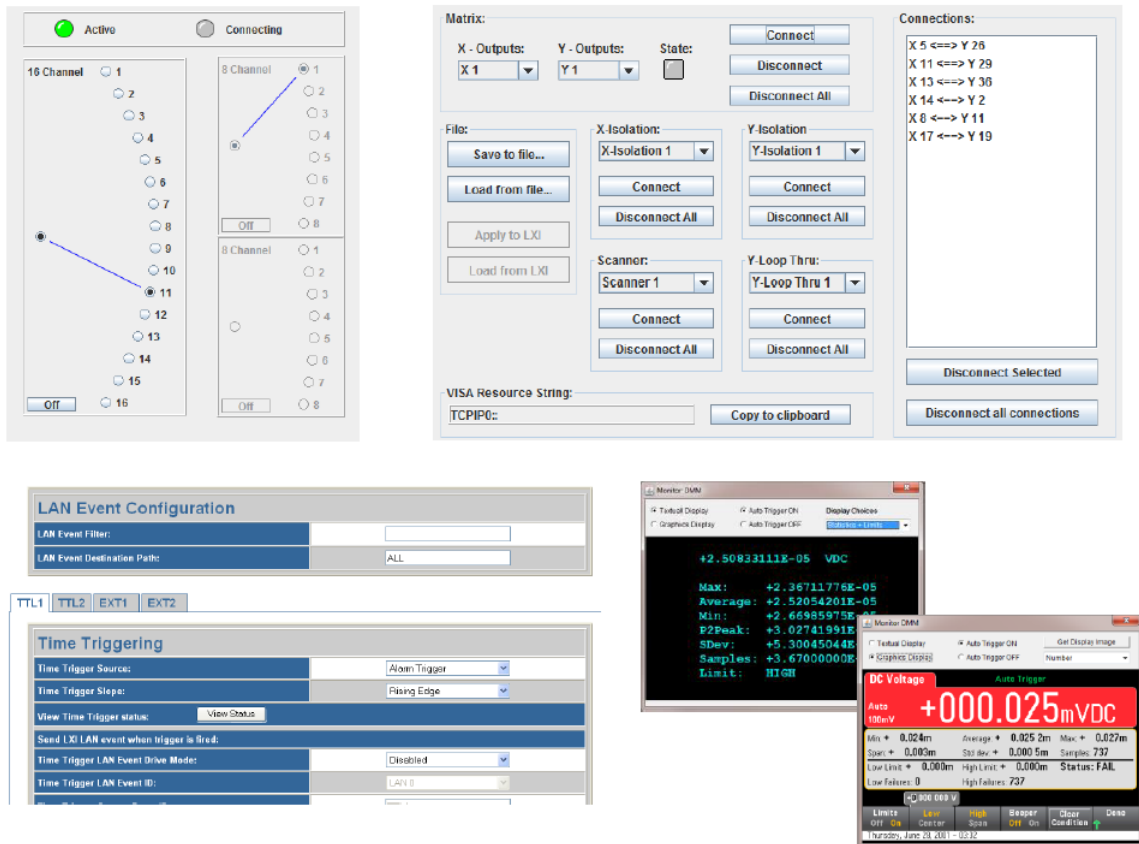 Active
Connecting
16 Channel
1
2
3
4
5
6
7
8
9
10
11
12
13
14
15
16
Off
8 Channel
1
2
3
4
5
6
7
8
Off
8 Channel
1
2
3
4
5
6
7
8
Off
Matrix:
X - Outputs:
Y - Outputs:
State:
X 1
Y 1
Connect
Disconnect
Disconnect All
File:
Save to file...
Load from file...
Apply to LXI
Load from LXI
X-Isolation:
X-Isolation 1
Connect
Disconnect All
Y-Isolation
Y-Isolation 1
Connect
Disconnect All
Scanner:
Scanner 1
Connect
Disconnect All
Y-Loop Thru:
Y-Loop Thru 1
Connect
Disconnect All
VISA Resource String:
TCPIP0::
Copy to clipboard
Connections:
X 5 <==> Y 26
X 11 <==> Y 29
X 13 <==> Y 36
X 14 <==> Y 2
X 8 <==> Y 11
X 17 <==> Y 19
Disconnect Selected
Disconnect all connections
LAN Event Configuration
LAN Event Filter:
LAN Event Destination Path:
ALL
TTL1 TTL2 EXT1 EXT2
Time Triggering
Time Trigger Source:
Alarm Trigger
Time Trigger Slope:
Rising Edge
View Time Trigger status:
View Status
Send LXI LAN event when trigger is fired:
Time Trigger LAN Event Drive Mode:
Disabled
Time Trigger LAN Event ID:
LAN 0
Monitor DMM
Textual Display
Auto Trigger ON
Display Choices
Graphics Display
Auto Trigger OFF
Statistics + Limits
+2.50833111E-05 VDC
Max: +2.36711776E-05
Average: +2.52054201E-05
Min: +2.66985975E-05
P2Peak: +3.02741991E-
SDev: +5.30045044E-
Samples: +3.67000000E-
Limit: HIGH
Monitor DMM
Textual Display
Auto Trigger ON
Get Display Image
Graphics Display
Auto Trigger OFF
Number
DC Voltage
Auto Trigger
Auto
100mV
+000.025mVDC
Min: + 0.024m Average: + 0.025 2m Max: + 0.027m
Span: + 0.003m Std dev: + 0.000 5m Samples: 737
Low Limit: + 0.000m High Limit: + 0.000m Status: FAIL
Low Failures: 0 High Failures: 737
000 000 V
Limits Low High Beeper Clear Done
Off On Center Span Off On Condition
Thursday, June 28, 2001 - 03:32